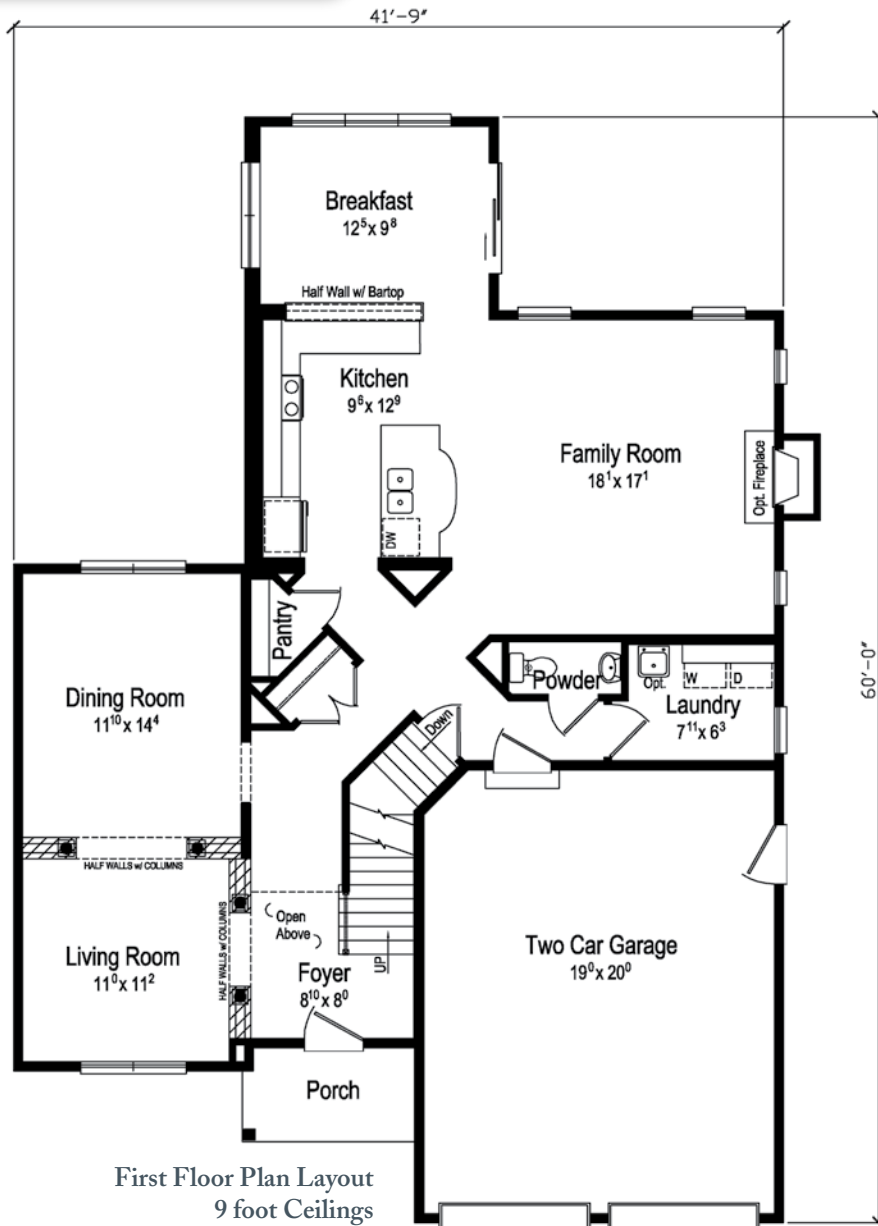 41'-9"
Breakfast
12⁵x 9⁸
Half Wall w/ Bartop
Kitchen
9⁶x 12⁹
Family Room
18¹x 17¹
Opt. Fireplace
DW
Pantry
Powder
Opt.
W
D
Laundry
7¹¹x 6³
60'-0"
Dining Room
11¹⁰x 14⁴
Down
HALF WALLS w/ COLUMNS
HALF WALLS w/ COLUMNS
Open
Above
Living Room
11⁰x 11²
Foyer
8¹⁰x 8⁰
UP
Two Car Garage
19⁰x 20⁰
Porch
First Floor Plan Layout
9 foot Ceilings